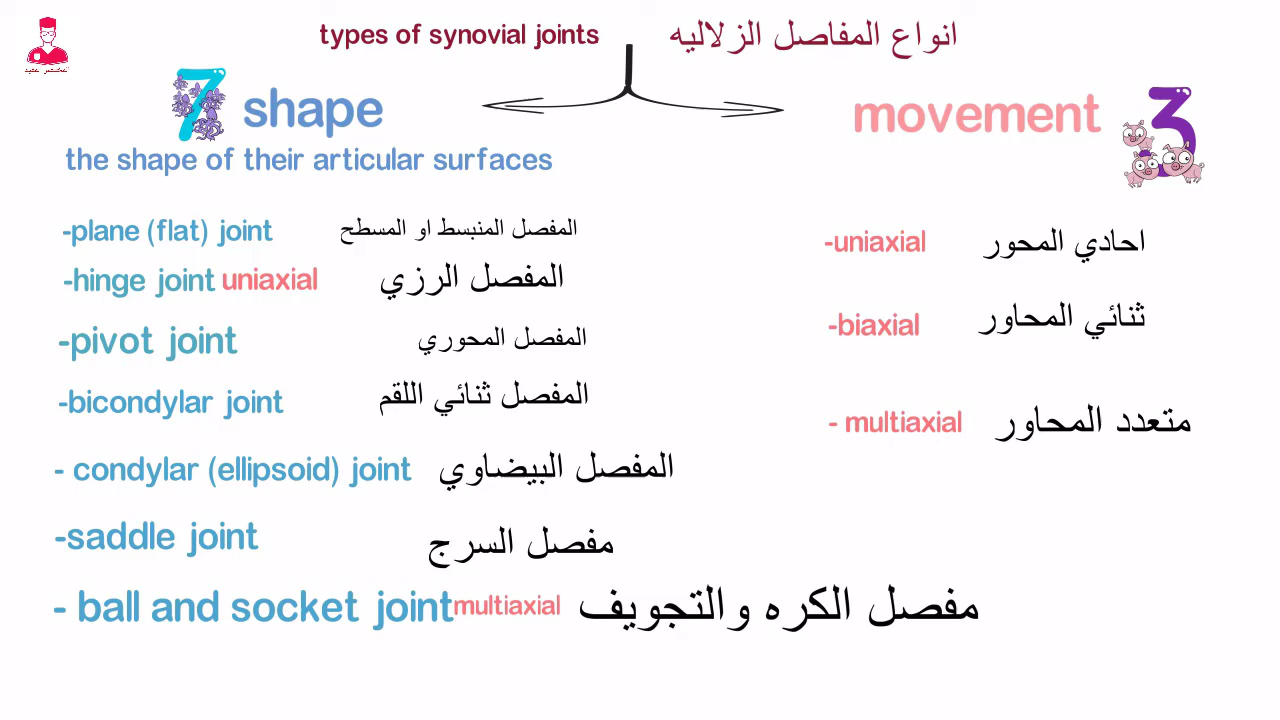 types of synovial joints انواع المفاصل الزلاليه
7 shape
the shape of their articular surfaces
-plane (flat) joint المفصل المنبسط او المسطح
-hinge joint uniaxial المفصل الرزي
-pivot joint المفصل المحوري
-bicondylar joint المفصل ثنائي اللقم
- condylar (ellipsoid) joint المفصل البيضاوي
-saddle joint مفصل السرج
- ball and socket joint multiaxial مفصل الكره والتجويف
movement 3
-uniaxial احادي المحور
-biaxial ثنائي المحاور
- multiaxial متعدد المحاور